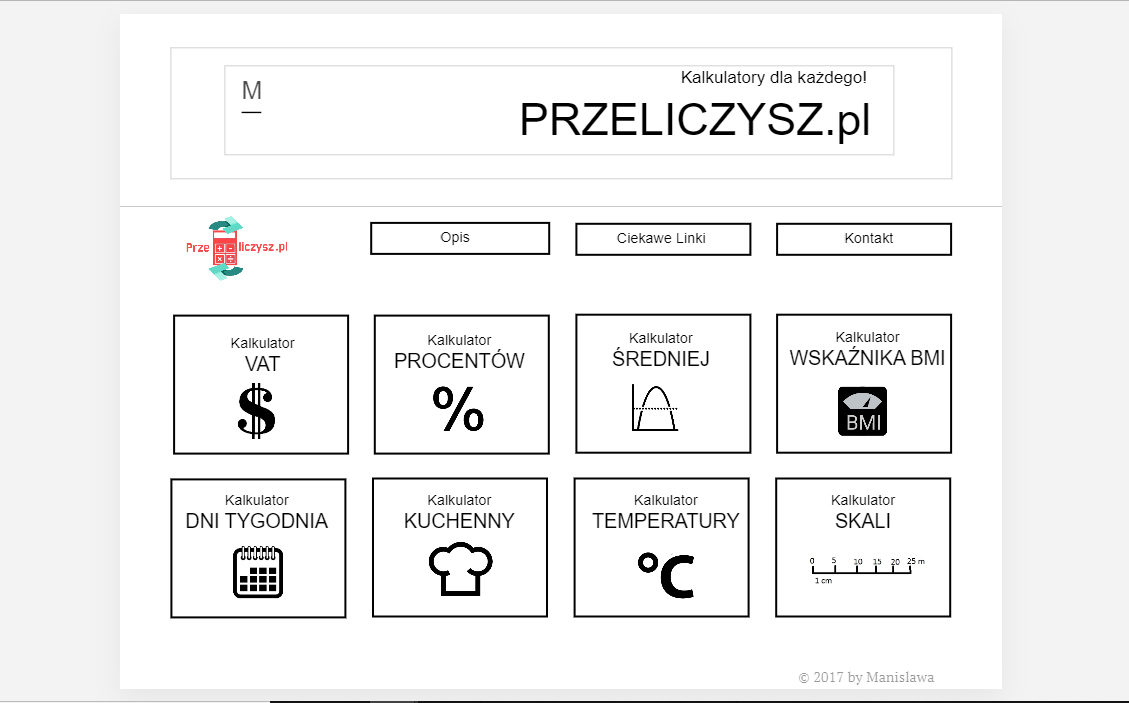 M
Kalkulatory dla każdego!
PRZELICZYSZ.pl
Prze liczysz.pl
Opis
Ciekawe Linki
Kontakt
Kalkulator
VAT
$
Kalkulator
PROCENTÓW
%
Kalkulator
ŚREDNIEJ
Kalkulator
WSKAŹNIKA BMI
BMI
Kalkulator
DNI TYGODNIA
Kalkulator
KUCHENNY
Kalkulator
TEMPERATURY
°C
Kalkulator
SKALI
0 5 10 15 20 25 m
1 cm
© 2017 by Manislawa